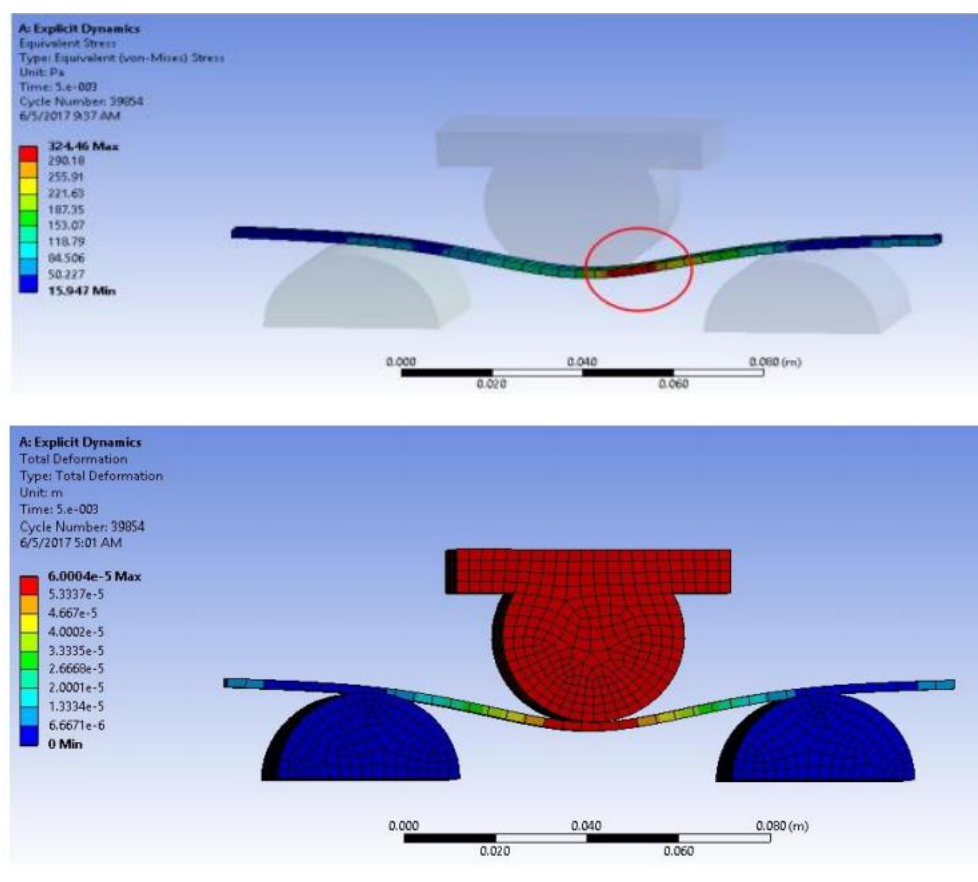 A: Explicit Dynamics
Equivalent Stress
Type: Equivalent (von-Mises) Stress
Unit: Pa
Time: 5.e-003
Cycle Number: 39854
6/5/2017 9:37 AM
324.46 Max
290.18
255.91
221.63
187.35
153.07
118.79
84.506
50.227
15.947 Min
0.000 0.040 0.080 (m)
0.020 0.060
A: Explicit Dynamics
Total Deformation
Type: Total Deformation
Unit: m
Time: 5.e-003
Cycle Number: 39854
6/5/2017 5:01 AM
6.0004e-5 Max
5.3337e-5
4.667e-5
4.0002e-5
3.3335e-5
2.6668e-5
2.0001e-5
1.3334e-5
6.6671e-6
0 Min
0.000 0.040 0.080 (m)
0.020 0.060